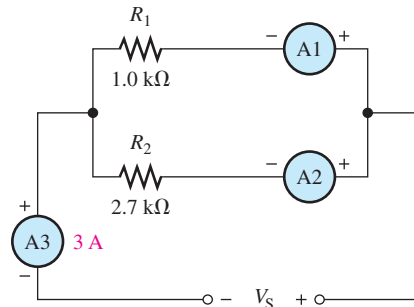 R1
− A1 +
1.0 kΩ
R2
− A2 +
2.7 kΩ
+
A3 3 A
−
− VS +